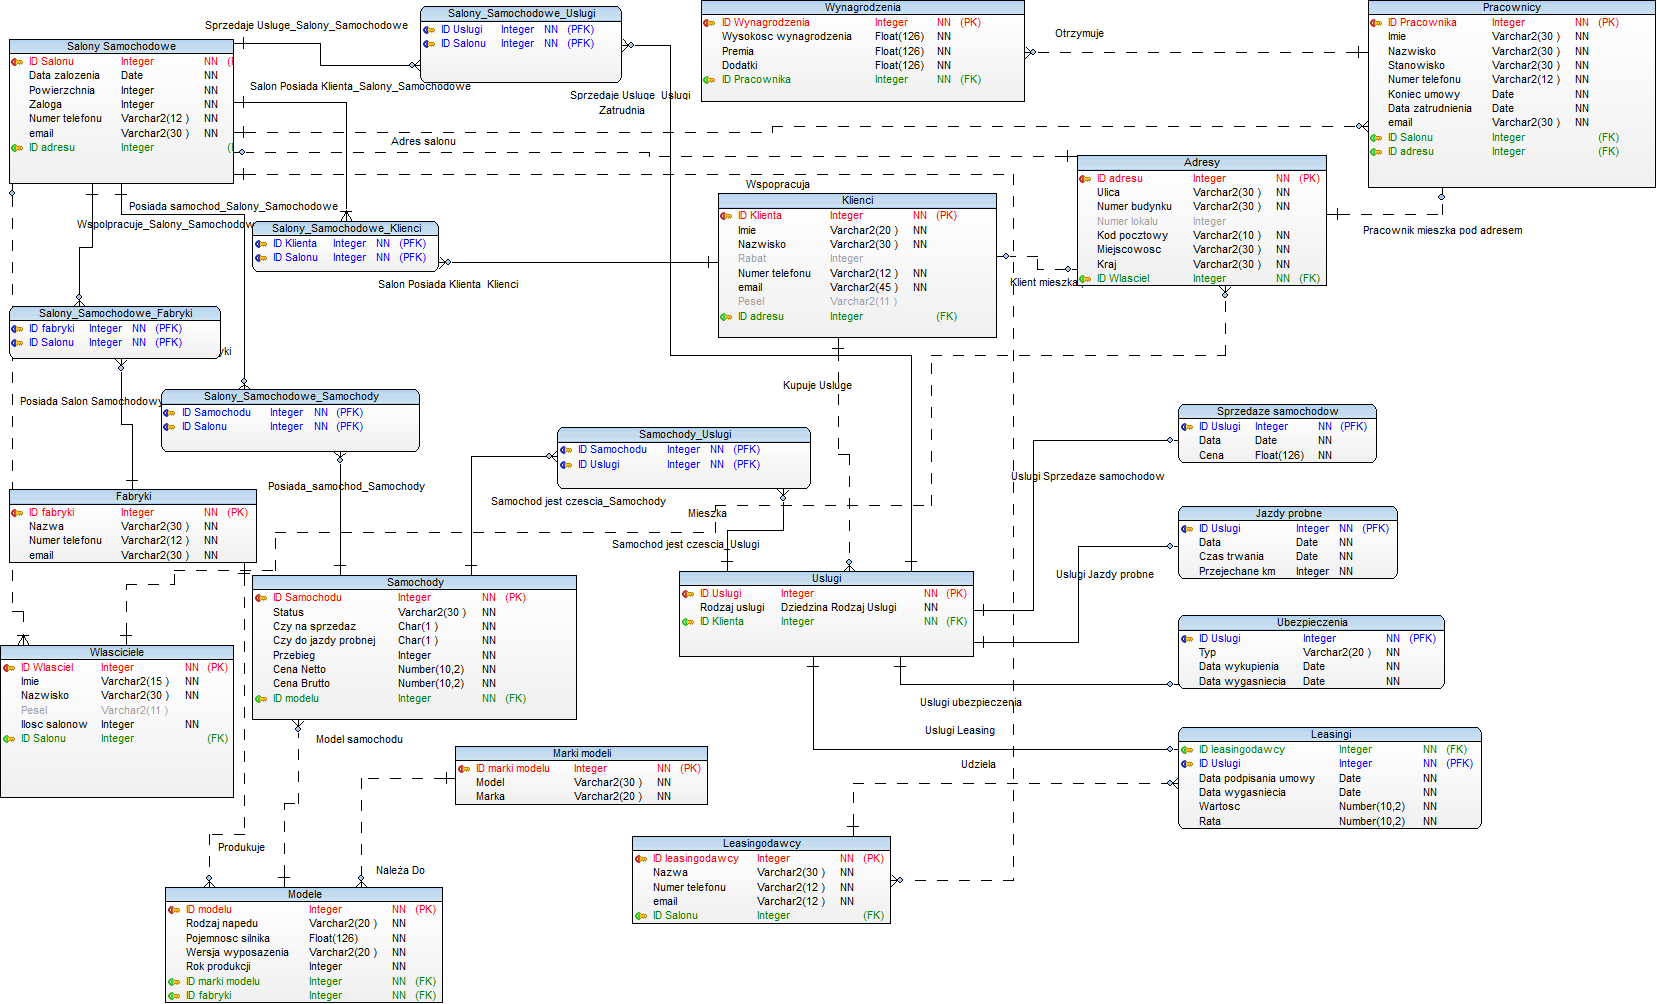 Salony Samochodowe
ID Salonu Integer NN (
Data zalozenia Date NN
Powierzchnia Integer NN
Zaloga Integer NN
Numer telefonu Varchar2(12 ) NN
email Varchar2(30 ) NN
ID adresu Integer (
Sprzedaje Usluge_Salony_Samochodowe
Salony_Samochodowe_Uslugi
ID Uslugi Integer NN (PFK)
ID Salonu Integer NN (PFK)
Salon Posiada Klienta_Salony_Samochodowe
Sprzedaje Usluge_Uslugi
Zatrudnia
Wynagrodzenia
ID Wynagrodzenia Integer NN (PK)
Wysokosc wynagrodzenia Float(126) NN
Premia Float(126) NN
Dodatki Float(126) NN
ID Pracownika Integer NN (FK)
Otrzymuje
Pracownicy
ID Pracownika Integer NN (PK)
Imie Varchar2(30 ) NN
Nazwisko Varchar2(30 ) NN
Stanowisko Varchar2(30 ) NN
Numer telefonu Varchar2(12 ) NN
Koniec umowy Date NN
Data zatrudnienia Date NN
email Varchar2(30 ) NN
ID Salonu Integer (FK)
ID adresu Integer (FK)
Adres salonu
Adresy
ID adresu Integer NN (PK)
Ulica Varchar2(30 ) NN
Numer budynku Varchar2(30 ) NN
Numer lokalu Integer
Kod pocztowy Varchar2(10 ) NN
Miejscowosc Varchar2(30 ) NN
Kraj Varchar2(30 ) NN
ID Wlasciel Integer NN (FK)
Pracownik mieszka pod adresem
Wspopracuja
Klienci
ID Klienta Integer NN (PK)
Imie Varchar2(20 ) NN
Nazwisko Varchar2(30 ) NN
Rabat Integer
Numer telefonu Varchar2(12 ) NN
email Varchar2(45 ) NN
Pesel Varchar2(11 )
ID adresu Integer (FK)
Klient mieszka
Posiada samochod_Salony_Samochodowe
Wspolpracuje_Salony_Samochodow
Salony_Samochodowe_Klienci
ID Klienta Integer NN (PFK)
ID Salonu Integer NN (PFK)
Salon Posiada Klienta_Klienci
Salony_Samochodowe_Fabryki
ID fabryki Integer NN (PFK)
ID Salonu Integer NN (PFK)
yki
Posiada Salon Samochodowy
Salony_Samochodowe_Samochody
ID Samochodu Integer NN (PFK)
ID Salonu Integer NN (PFK)
Kupuje Usluge
Samochody_Uslugi
ID Samochodu Integer NN (PFK)
ID Uslugi Integer NN (PFK)
Posiada_samochod_Samochody
Samochod jest czescia_Samochody
Mieszka
Samochod jest czescia_Uslugi
Fabryki
ID fabryki Integer NN (PK)
Nazwa Varchar2(30 ) NN
Numer telefonu Varchar2(12 ) NN
email Varchar2(30 ) NN
Sprzedaze samochodow
ID Uslugi Integer NN (PFK)
Data Date NN
Cena Float(126) NN
Uslugi Sprzedaze samochodow
Jazdy probne
ID Uslugi Integer NN (PFK)
Data Date NN
Czas trwania Date NN
Przejechane km Integer NN
Uslugi Jazdy probne
Samochody
ID Samochodu Integer NN (PK)
Status Varchar2(30 ) NN
Czy na sprzedaz Char(1 ) NN
Czy do jazdy probnej Char(1 ) NN
Przebieg Integer NN
Cena Netto Number(10,2) NN
Cena Brutto Number(10,2) NN
ID modelu Integer NN (FK)
Uslugi
ID Uslugi Integer NN (PK)
Rodzaj uslugi Dziedzina Rodzaj Uslugi NN
ID Klienta Integer NN (FK)
Ubezpieczenia
ID Uslugi Integer NN (PFK)
Typ Varchar2(20 ) NN
Data wykupienia Date NN
Data wygasniecia Date NN
Uslugi ubezpieczenia
Wlasciciele
ID Wlasciel Integer NN (PK)
Imie Varchar2(15 ) NN
Nazwisko Varchar2(30 ) NN
Pesel Varchar2(11 )
Ilosc salonow Integer NN
ID Salonu Integer (FK)
Model samochodu
Uslugi Leasing
Udziela
Leasingi
ID leasingodawcy Integer NN (FK)
ID Uslugi Integer NN (PFK)
Data podpisania umowy Date NN
Data wygasniecia Date NN
Wartosc Number(10,2) NN
Rata Number(10,2) NN
Marki modeli
ID marki modelu Integer NN (PK)
Model Varchar2(30 ) NN
Marka Varchar2(20 ) NN
Produkuje
Należa Do
Leasingodawcy
ID leasingodawcy Integer NN (PK)
Nazwa Varchar2(30 ) NN
Numer telefonu Varchar2(12 ) NN
email Varchar2(12 ) NN
ID Salonu Integer (FK)
Modele
ID modelu Integer NN (PK)
Rodzaj napedu Varchar2(20 ) NN
Pojemnosc silnika Float(126) NN
Wersja wyposazenia Varchar2(20 ) NN
Rok produkcji Integer NN
ID marki modelu Integer NN (FK)
ID fabryki Integer NN (FK)